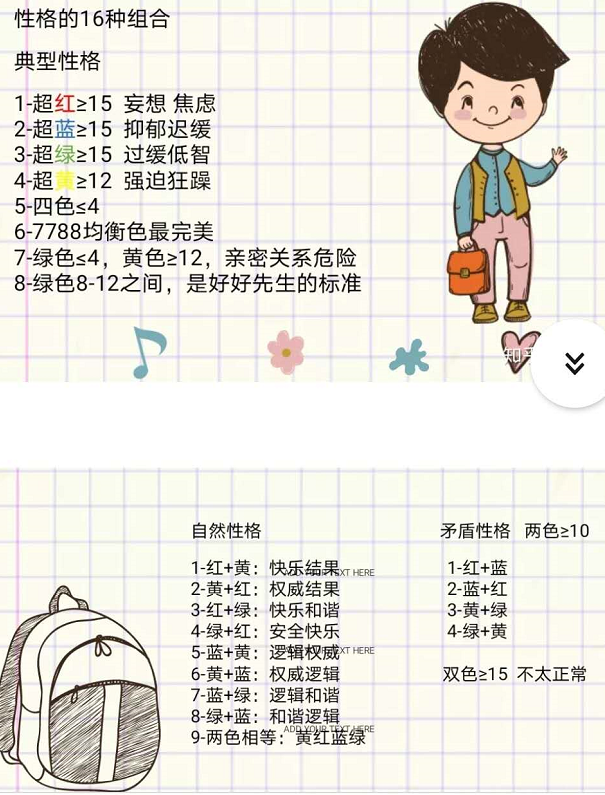 性格的16种组合
典型性格
1-超红≥15 妄想 焦虑
2-超蓝≥15 抑郁迟缓
3-超绿≥15 过缓低智
4-超黄≥12 强迫狂躁
5-四色≤4
6-7788均衡色最完美
7-绿色≤4，黄色≥12，亲密关系危险
8-绿色8-12之间，是好好先生的标准
知乎
自然性格
1-红+黄：快乐结果
ADD YOUR TEXT HERE
2-黄+红：权威结果
3-红+绿：快乐和谐
4-绿+红：安全快乐
5-蓝+黄：逻辑权威
ADD YOUR TEXT HERE
6-黄+蓝：权威逻辑
7-蓝+绿：逻辑和谐
8-绿+蓝：和谐逻辑
ADD YOUR TEXT HERE
9-两色相等：黄红蓝绿
矛盾性格 两色≥10
1-红+蓝
2-蓝+红
3-黄+绿
4-绿+黄
双色≥15 不太正常